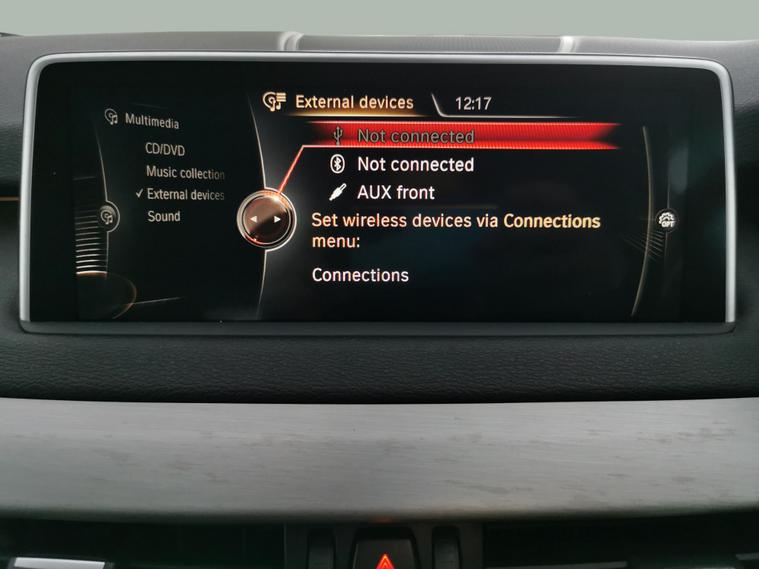 External devices
12:17
Multimedia
CD/DVD
Music collection
External devices
Sound
Not connected
Not connected
AUX front
Set wireless devices via Connections
menu:
Connections
OPT